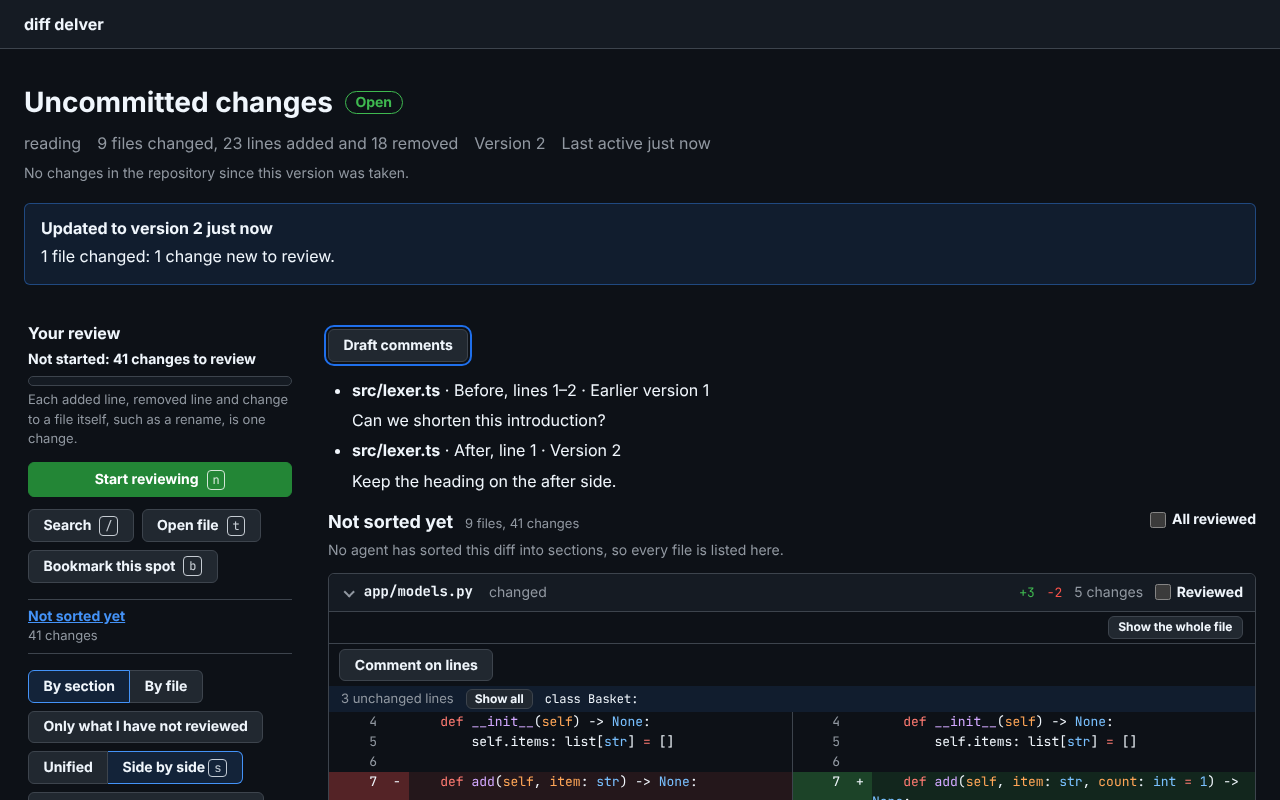 diff delver
Uncommitted changes Open
reading 9 files changed, 23 lines added and 18 removed Version 2 Last active just now
No changes in the repository since this version was taken.
Updated to version 2 just now
1 file changed: 1 change new to review.
Your review
Not started: 41 changes to review
Each added line, removed line and change
to a file itself, such as a rename, is one
change.
Start reviewing n
Search / Open file t
Bookmark this spot b
Not sorted yet
41 changes
By section By file
Only what I have not reviewed
Unified Side by side s
Draft comments
src/lexer.ts · Before, lines 1–2 · Earlier version 1
Can we shorten this introduction?
src/lexer.ts · After, line 1 · Version 2
Keep the heading on the after side.
Not sorted yet 9 files, 41 changes All reviewed
No agent has sorted this diff into sections, so every file is listed here.
app/models.py changed +3 -2 5 changes Reviewed
Show the whole file
Comment on lines
3 unchanged lines Show all class Basket:
4 def __init__(self) -> None: 4 def __init__(self) -> None:
5 self.items: list[str] = [] 5 self.items: list[str] = []
6 6
7 - def add(self, item: str) -> None: 7 + def add(self, item: str, count: int = 1) ->
None: